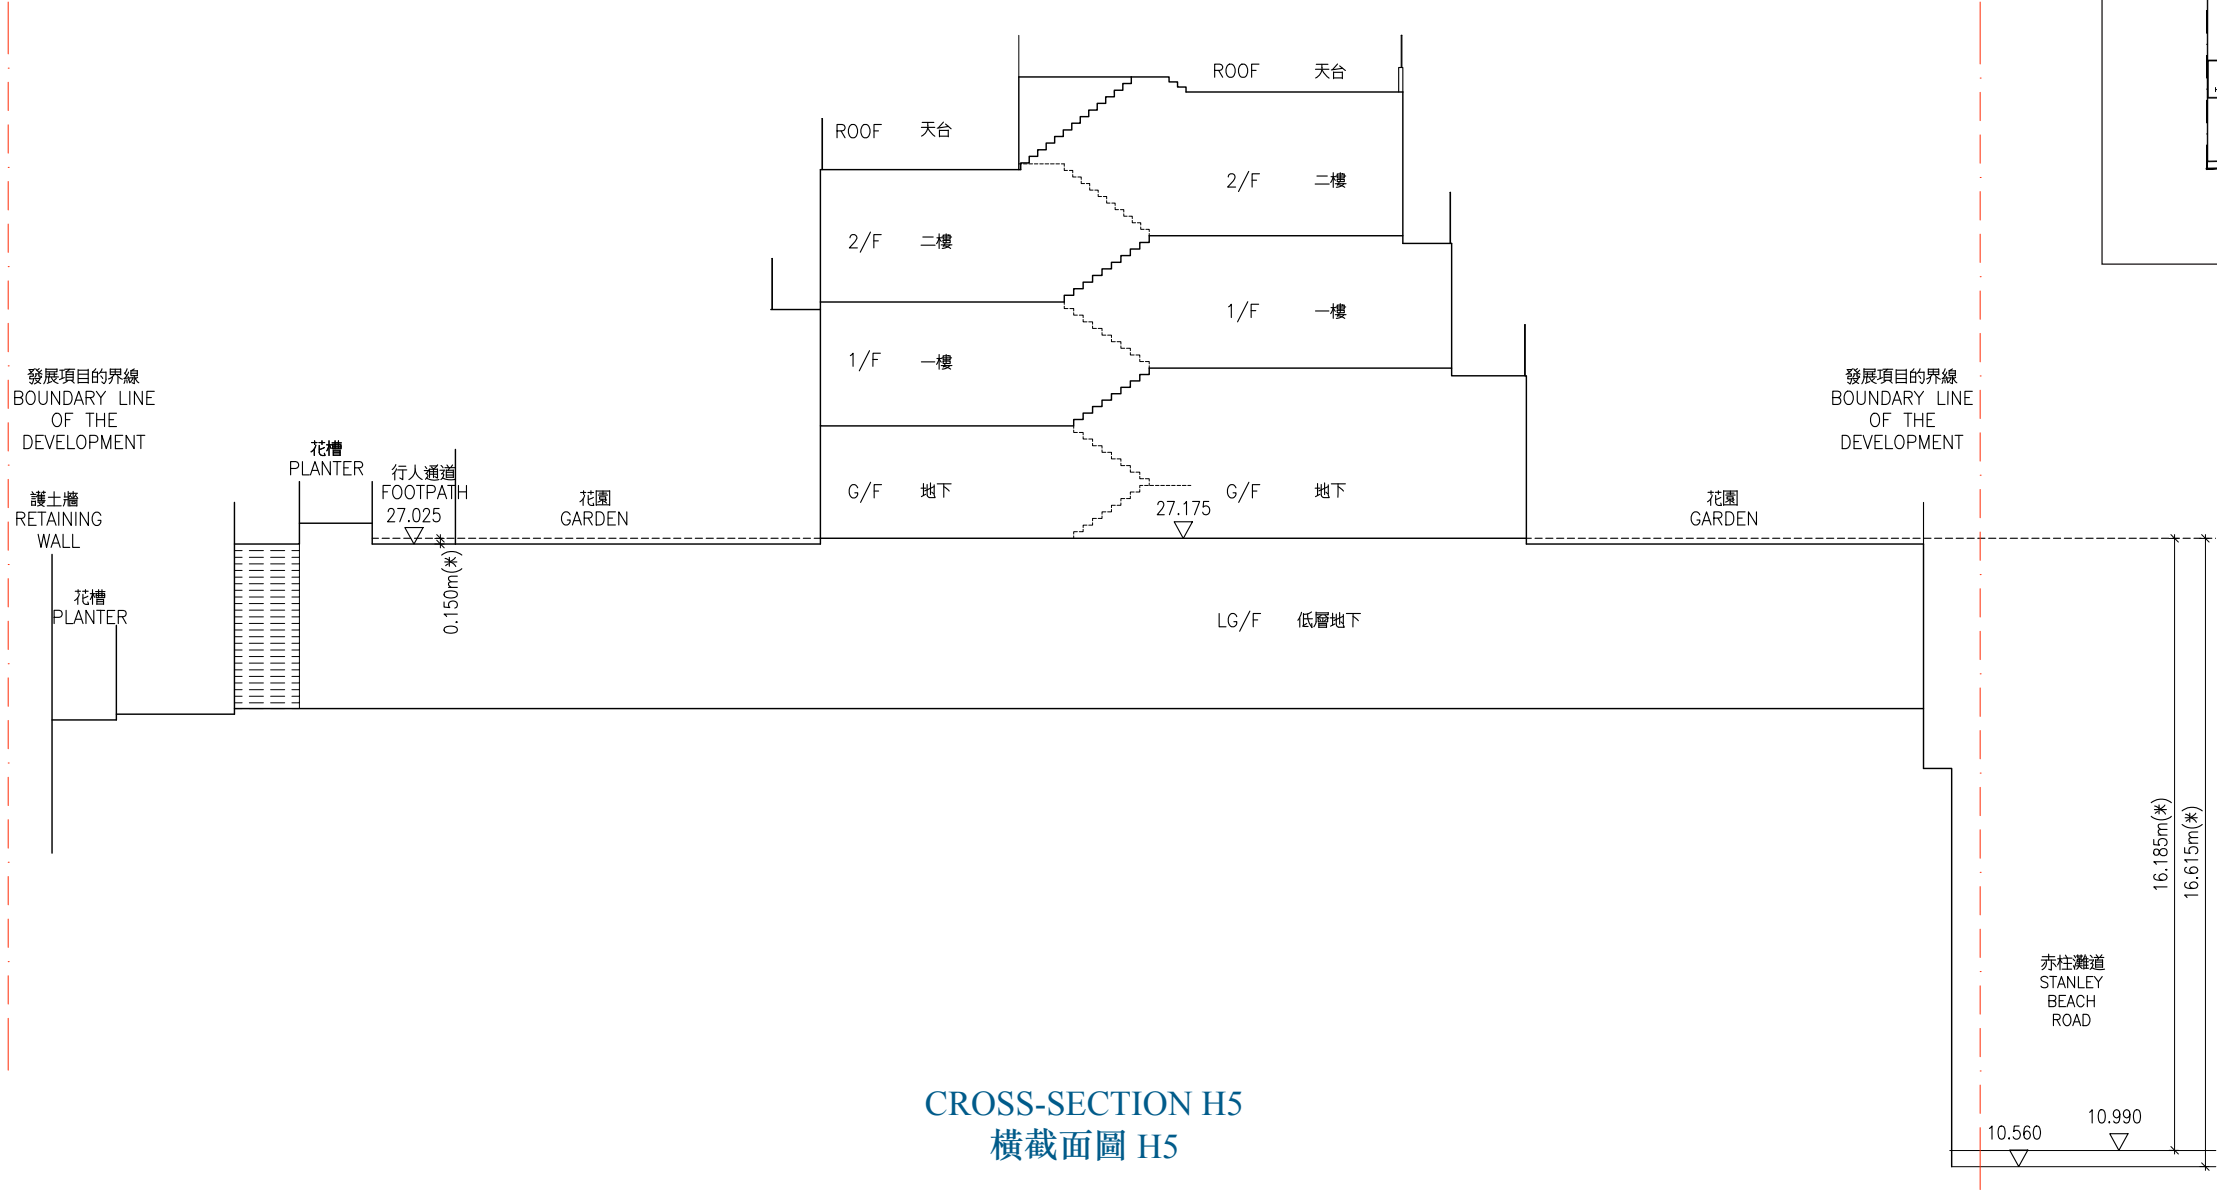 ROOF 天台
ROOF 天台
2/F 二樓
2/F 二樓
1/F 一樓
1/F 一樓
發展項目的界線
BOUNDARY LINE
OF THE
DEVELOPMENT
發展項目的界線
BOUNDARY LINE
OF THE
DEVELOPMENT
花槽
PLANTER
行人通道
FOOTPATH
27.025
護土牆
RETAINING
WALL
花園
GARDEN
G/F 地下
27.175
G/F 地下
花園
GARDEN
0.150m(米)
花槽
PLANTER
LG/F 低層地下
16.185m(米)
16.615m(米)
赤柱灘道
STANLEY
BEACH
ROAD
10.560
10.990
CROSS-SECTION H5
橫截面圖 H5